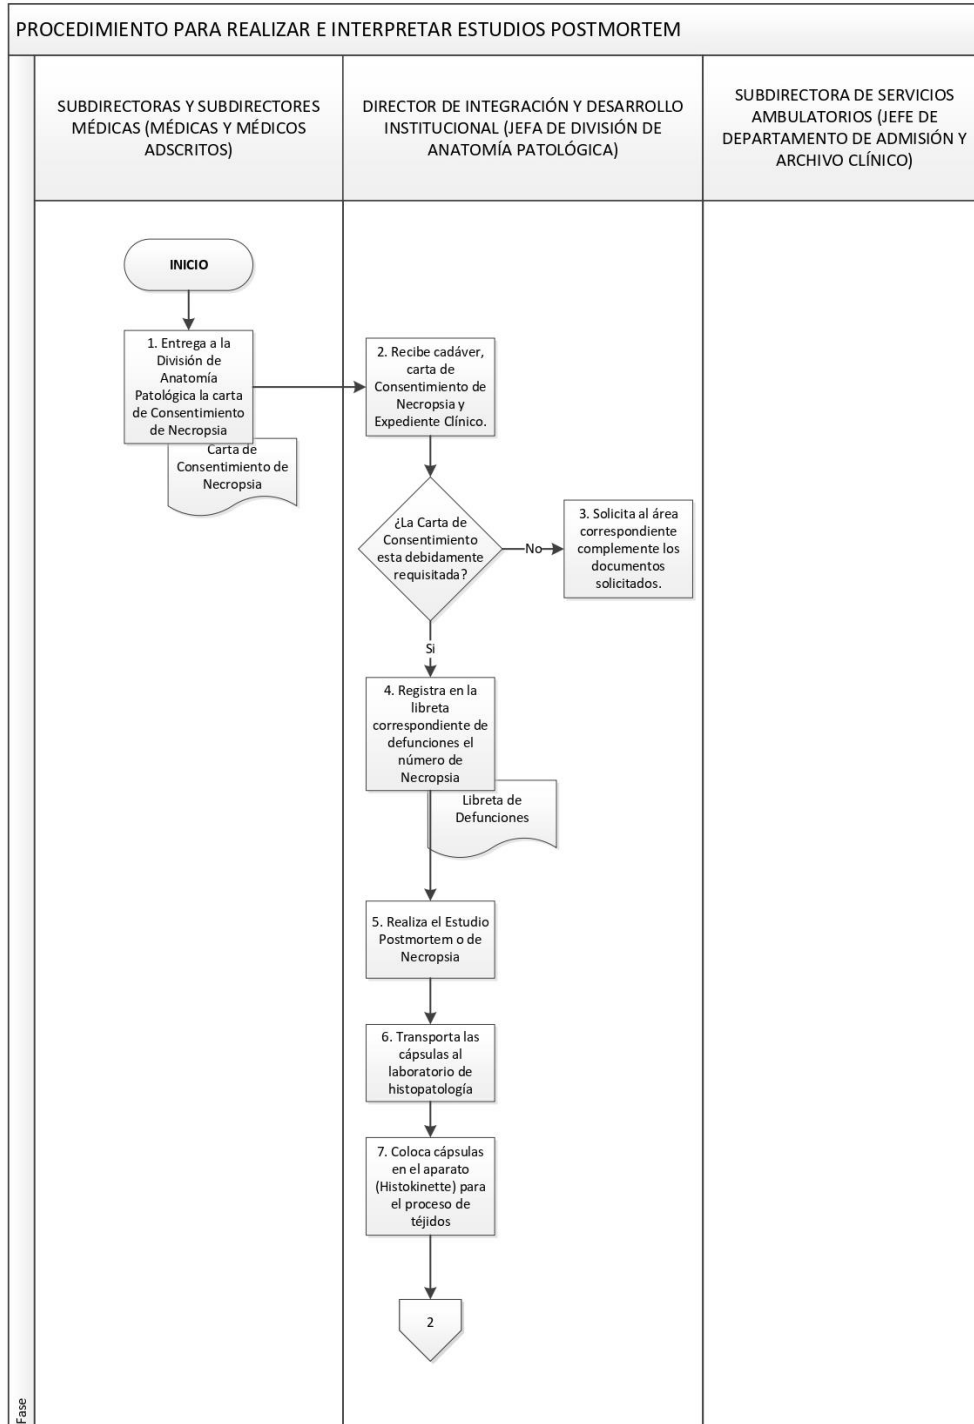 PROCEDIMIENTO PARA REALIZAR E INTERPRETAR ESTUDIOS POSTMORTEM
SUBDIRECTORAS Y SUBDIRECTORES
MÉDICAS (MÉDICAS Y MÉDICOS
ADSCRITOS)
DIRECTOR DE INTEGRACIÓN Y DESARROLLO
INSTITUCIONAL (JEFA DE DIVISIÓN DE
ANATOMÍA PATOLÓGICA)
SUBDIRECTORA DE SERVICIOS
AMBULATORIOS (JEFE DE
DEPARTAMENTO DE ADMISIÓN Y
ARCHIVO CLÍNICO)
INICIO
1. Entrega a la
División de
Anatomía
Patológica la carta
de Consentimiento
de Necropsia
Carta de
Consentimiento de
Necropsia
2. Recibe cadáver,
carta de
Consentimiento de
Necropsia y
Expediente Clínico.
¿La Carta de
Consentimiento
esta debidamente
requisitada?
No
3. Solicita al área
correspondiente
complemente los
documentos
solicitados.
Si
4. Registra en la
libreta
correspondiente de
defunciones el
número de
Necropsia
Libreta de
Defunciones
5. Realiza el Estudio
Postmortem o de
Necropsia
6. Transporta las
cápsulas al
laboratorio de
histopatología
7. Coloca cápsulas
en el aparato
(Histokinette) para
el proceso de
téjidos
2
Fase